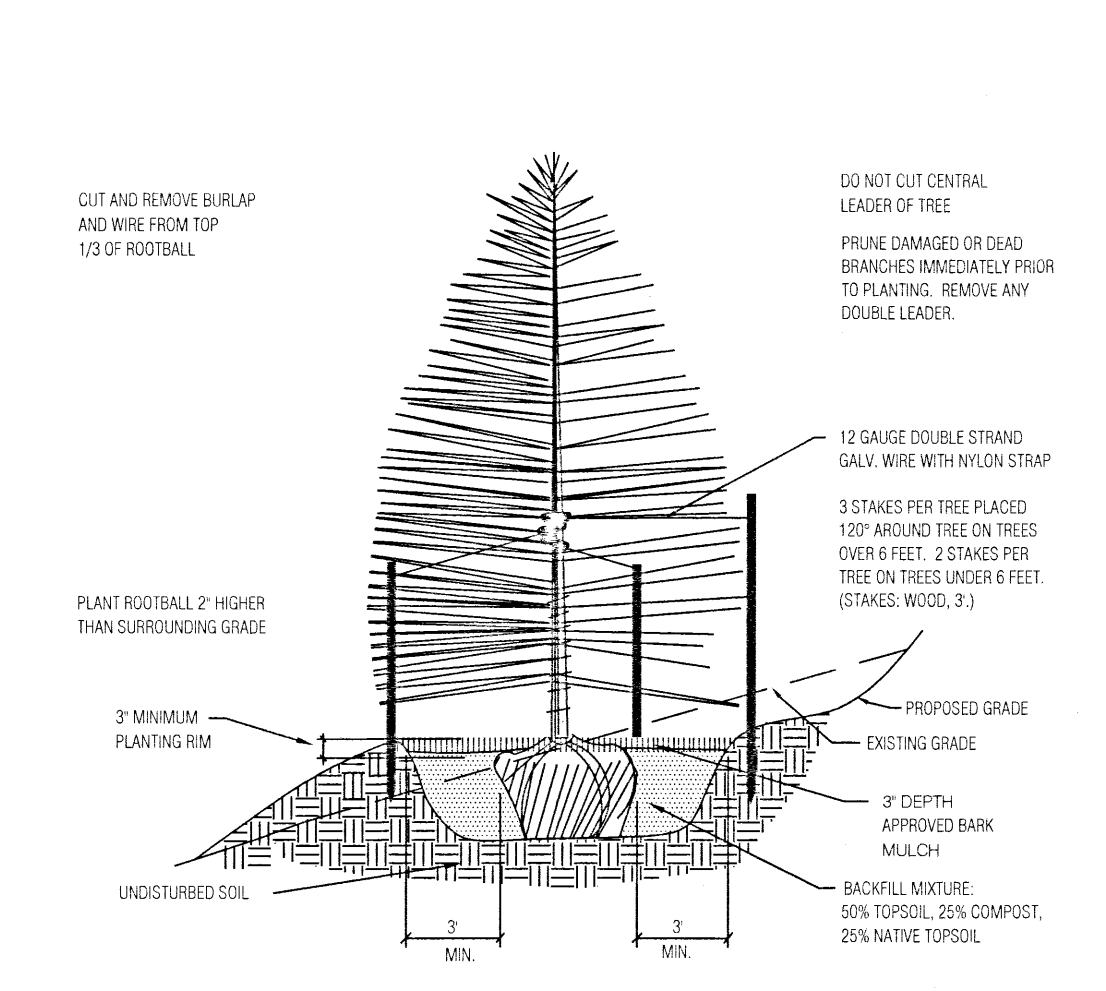 CUT AND REMOVE BURLAP
AND WIRE FROM TOP
1/3 OF ROOTBALL
DO NOT CUT CENTRAL
LEADER OF TREE
PRUNE DAMAGED OR DEAD
BRANCHES IMMEDIATELY PRIOR
TO PLANTING. REMOVE ANY
DOUBLE LEADER.
12 GAUGE DOUBLE STRAND
GALV. WIRE WITH NYLON STRAP
3 STAKES PER TREE PLACED
120° AROUND TREE ON TREES
OVER 6 FEET. 2 STAKES PER
TREE ON TREES UNDER 6 FEET.
(STAKES: WOOD, 3'.)
PLANT ROOTBALL 2" HIGHER
THAN SURROUNDING GRADE
3" MINIMUM
PLANTING RIM
PROPOSED GRADE
EXISTING GRADE
3" DEPTH
APPROVED BARK
MULCH
UNDISTURBED SOIL
BACKFILL MIXTURE:
50% TOPSOIL, 25% COMPOST,
25% NATIVE TOPSOIL
3'
MIN.
3'
MIN.